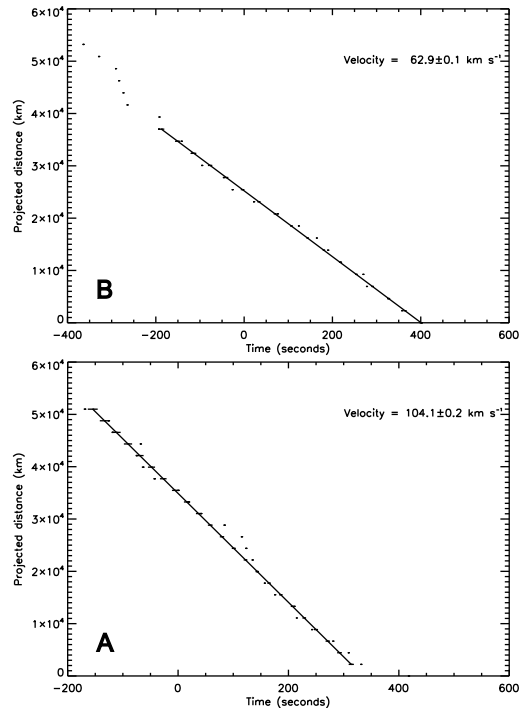 6×10⁴
5×10⁴
4×10⁴
3×10⁴
2×10⁴
1×10⁴
0
Projected distance (km)
Velocity = 62.9±0.1 km s⁻¹
B
−400 −200 0 200 400 600
Time (seconds)
6×10⁴
5×10⁴
4×10⁴
3×10⁴
2×10⁴
1×10⁴
0
Projected distance (km)
Velocity = 104.1±0.2 km s⁻¹
A
−200 0 200 400 600 800
Time (seconds)